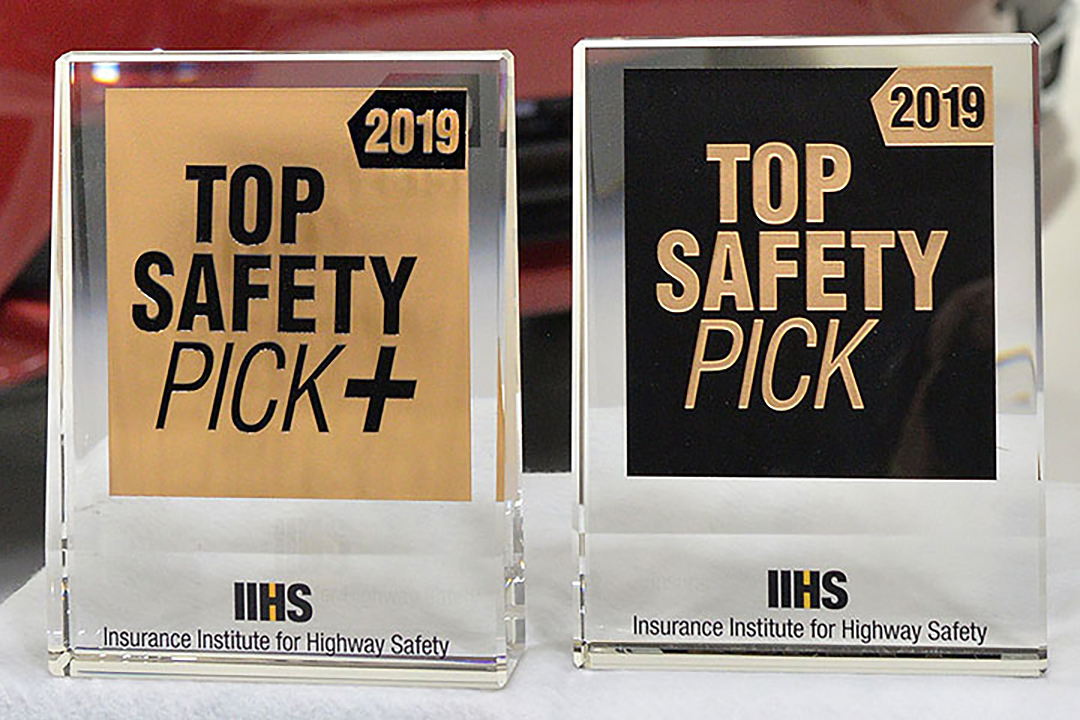 2019
TOP
SAFETY
PICK+
IIHS
Insurance Institute for Highway Safety
2019
TOP
SAFETY
PICK
IIHS
Insurance Institute for Highway Safety